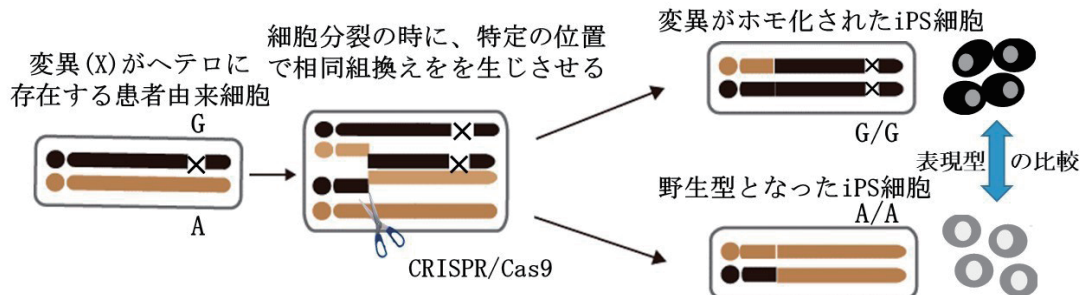 変異(X)がヘテロに
存在する患者由来細胞
G
A
細胞分裂の時に、特定の位置
で相同組換えをを生じさせる
CRISPR/Cas9
変異がホモ化されたiPS細胞
G/G
表現型 の比較
野生型となったiPS細胞
A/A